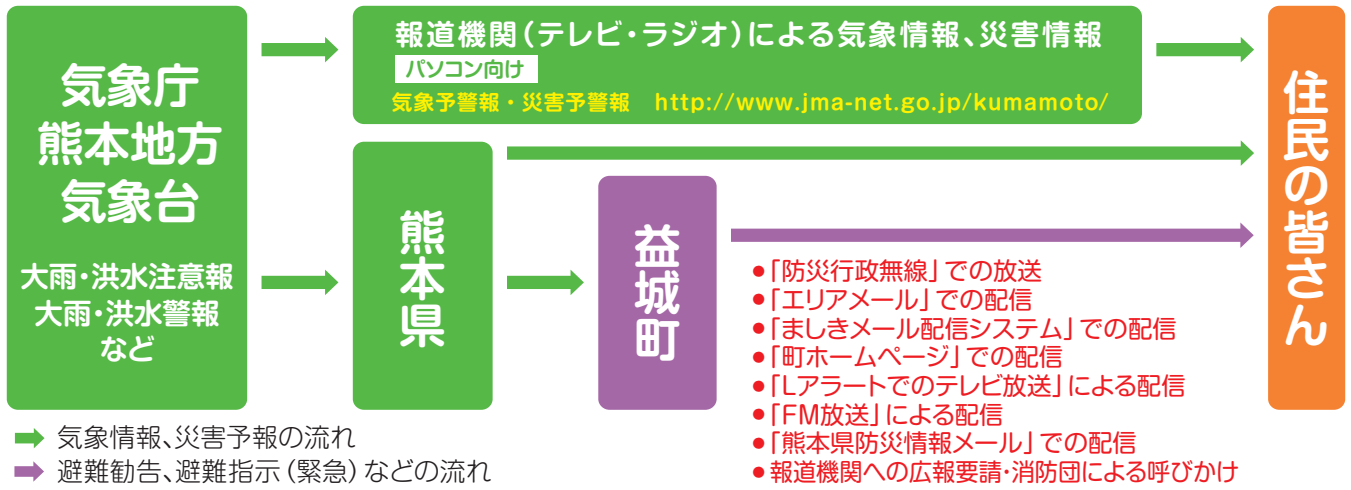 気象庁
熊本地方
気象台
大雨・洪水注意報
大雨・洪水警報
など
報道機関(テレビ・ラジオ)による気象情報、災害情報
パソコン向け
気象予警報・災害予警報 http://www.jma-net.go.jp/kumamoto/
熊本県
益城町
●「防災行政無線」での放送
●「エリアメール」での配信
●「ましきメール配信システム」での配信
●「町ホームページ」での配信
●「Lアラートでのテレビ放送」による配信
●「FM放送」による配信
●「熊本県防災情報メール」での配信
●報道機関への広報要請・消防団による呼びかけ
住民の皆さん
気象情報、災害予報の流れ
避難勧告、避難指示(緊急)などの流れ